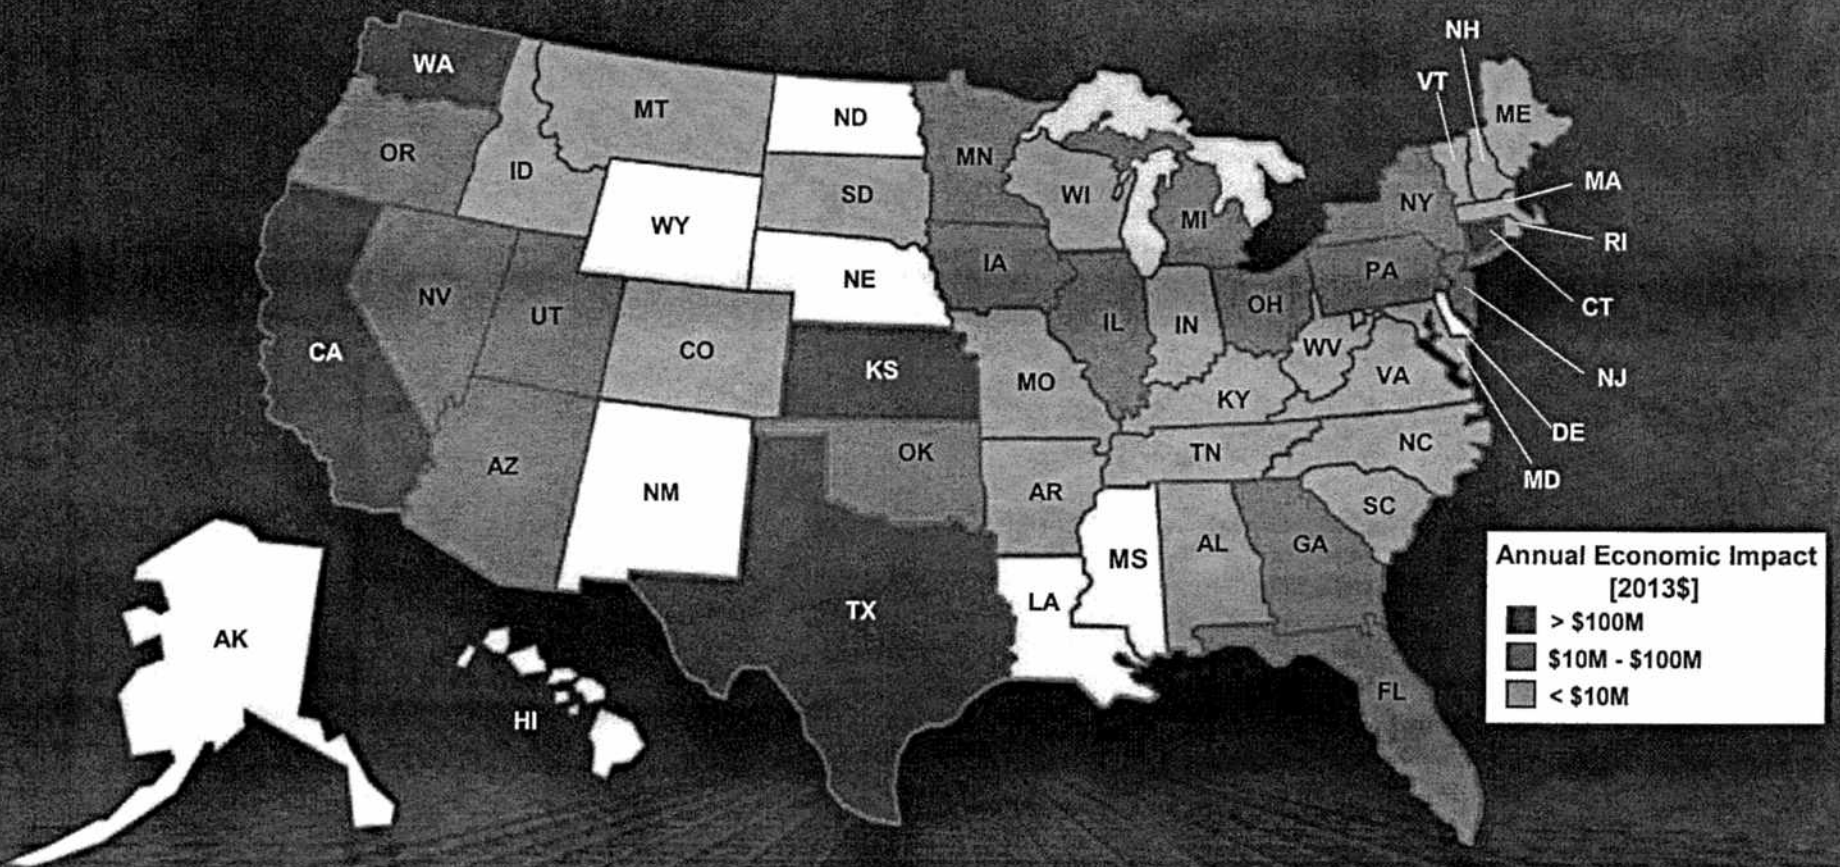 NH
VT
WA
ME
MT
ND
OR
MN
ID
MA
SD
WI
NY
MI
WY
RI
IA
PA
NE
NV
OH
CT
UT
IL
IN
CA
CO
WV
KS
VA
NJ
MO
KY
DE
NC
OK
TN
AZ
MD
NM
AR
SC
AL
GA
MS
LA
TX
AK
FL
HI
Annual Economic Impact
[2013$]
> $100M
$10M - $100M
< $10M